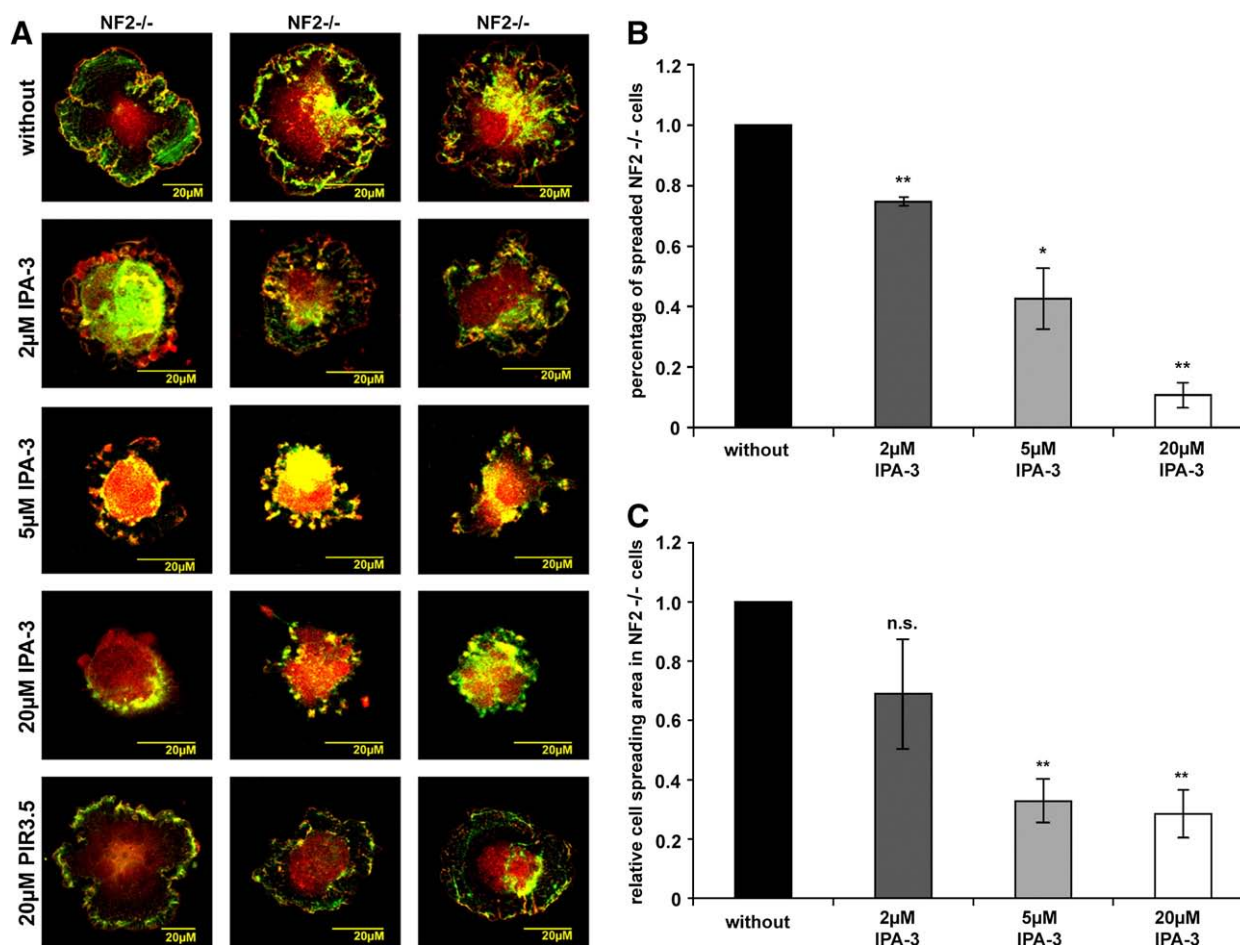 A
NF2-/-
NF2-/-
NF2-/-
without
20µM
20µM
20µM
2µM IPA-3
20µM
20µM
20µM
5µM IPA-3
20µM
20µM
20µM
20µM IPA-3
20µM
20µM
20µM
20µM PIR3.5
20µM
20µM
20µM
B
percentage of spreaded NF2 -/- cells
1.2
1.0
0.8
0.6
0.4
0.2
0
**
*
**
without
2µM
IPA-3
5µM
IPA-3
20µM
IPA-3
C
relative cell spreading area in NF2 -/- cells
1.2
1.0
0.8
0.6
0.4
0.2
0
n.s.
**
**
without
2µM
IPA-3
5µM
IPA-3
20µM
IPA-3